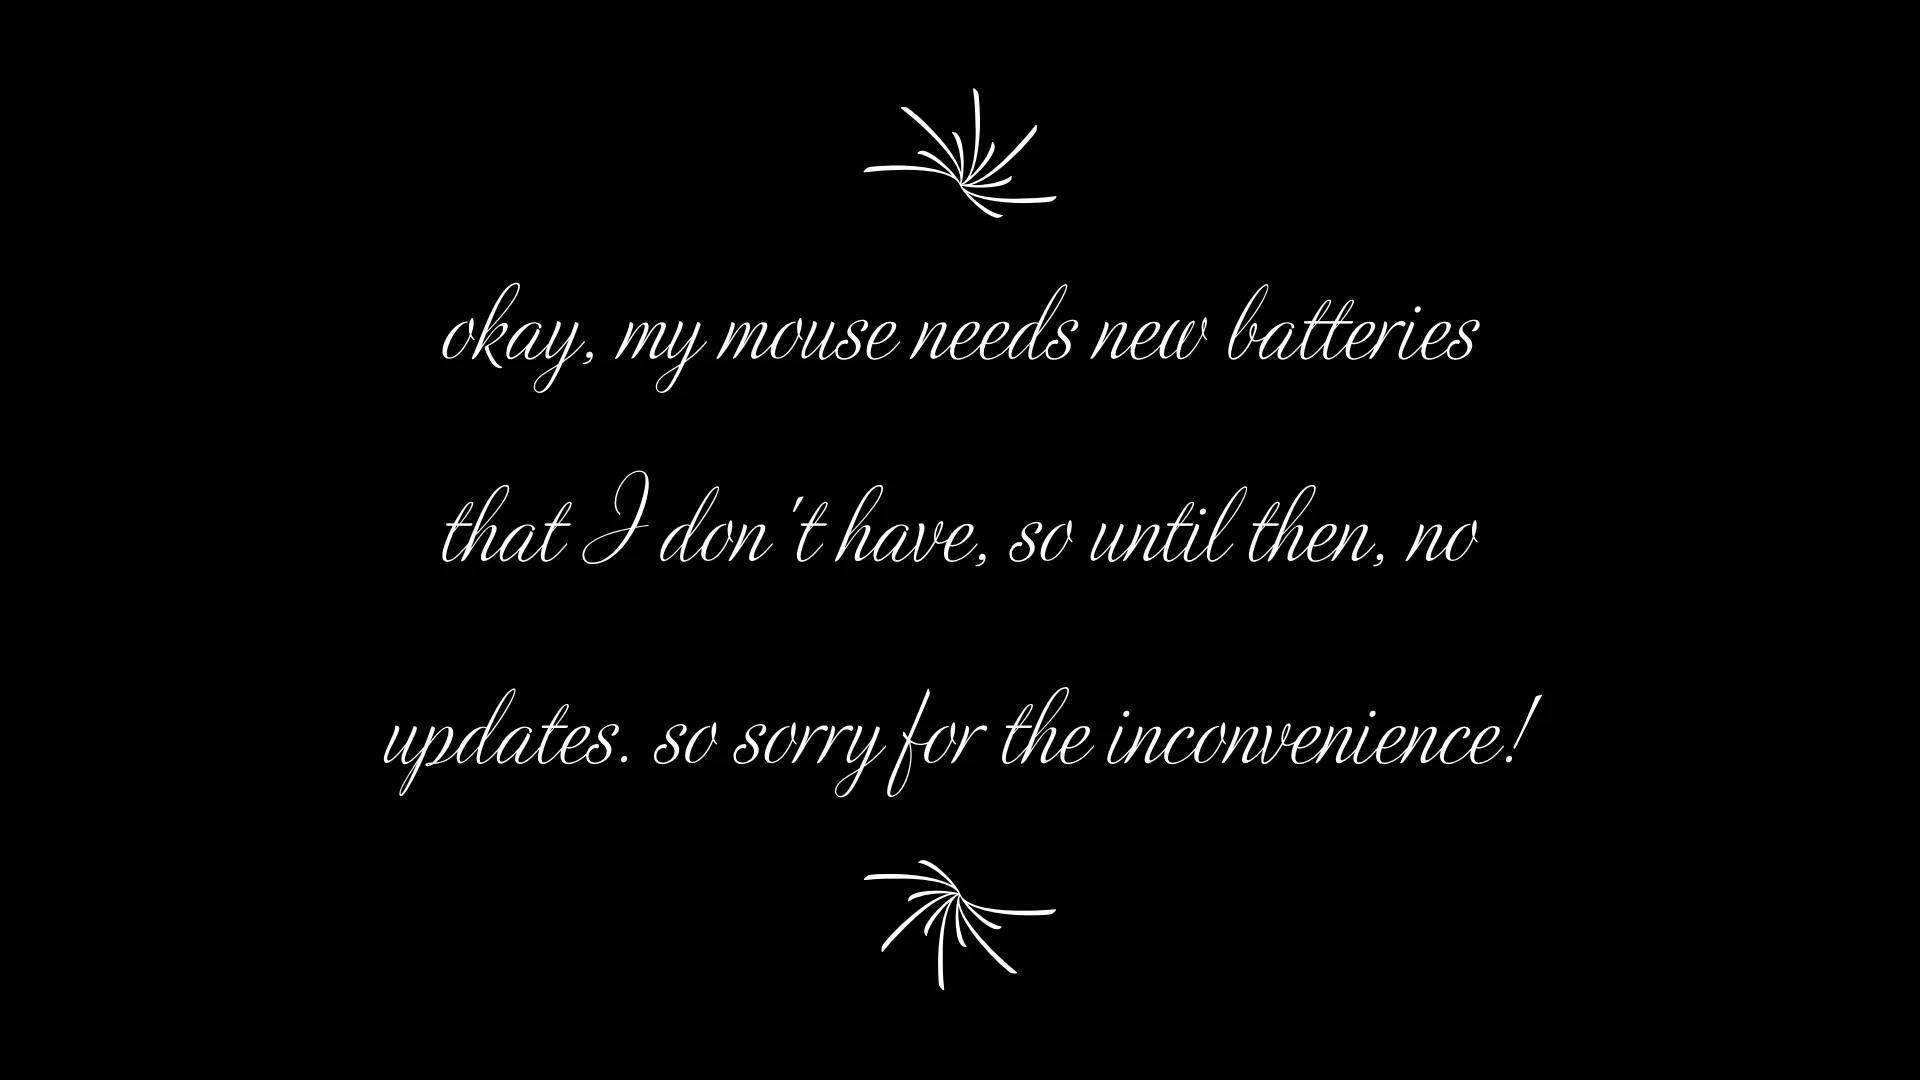 okay, my mouse needs new batteries
that I don't have, so until then, no
updates. so sorry for the inconvenience!